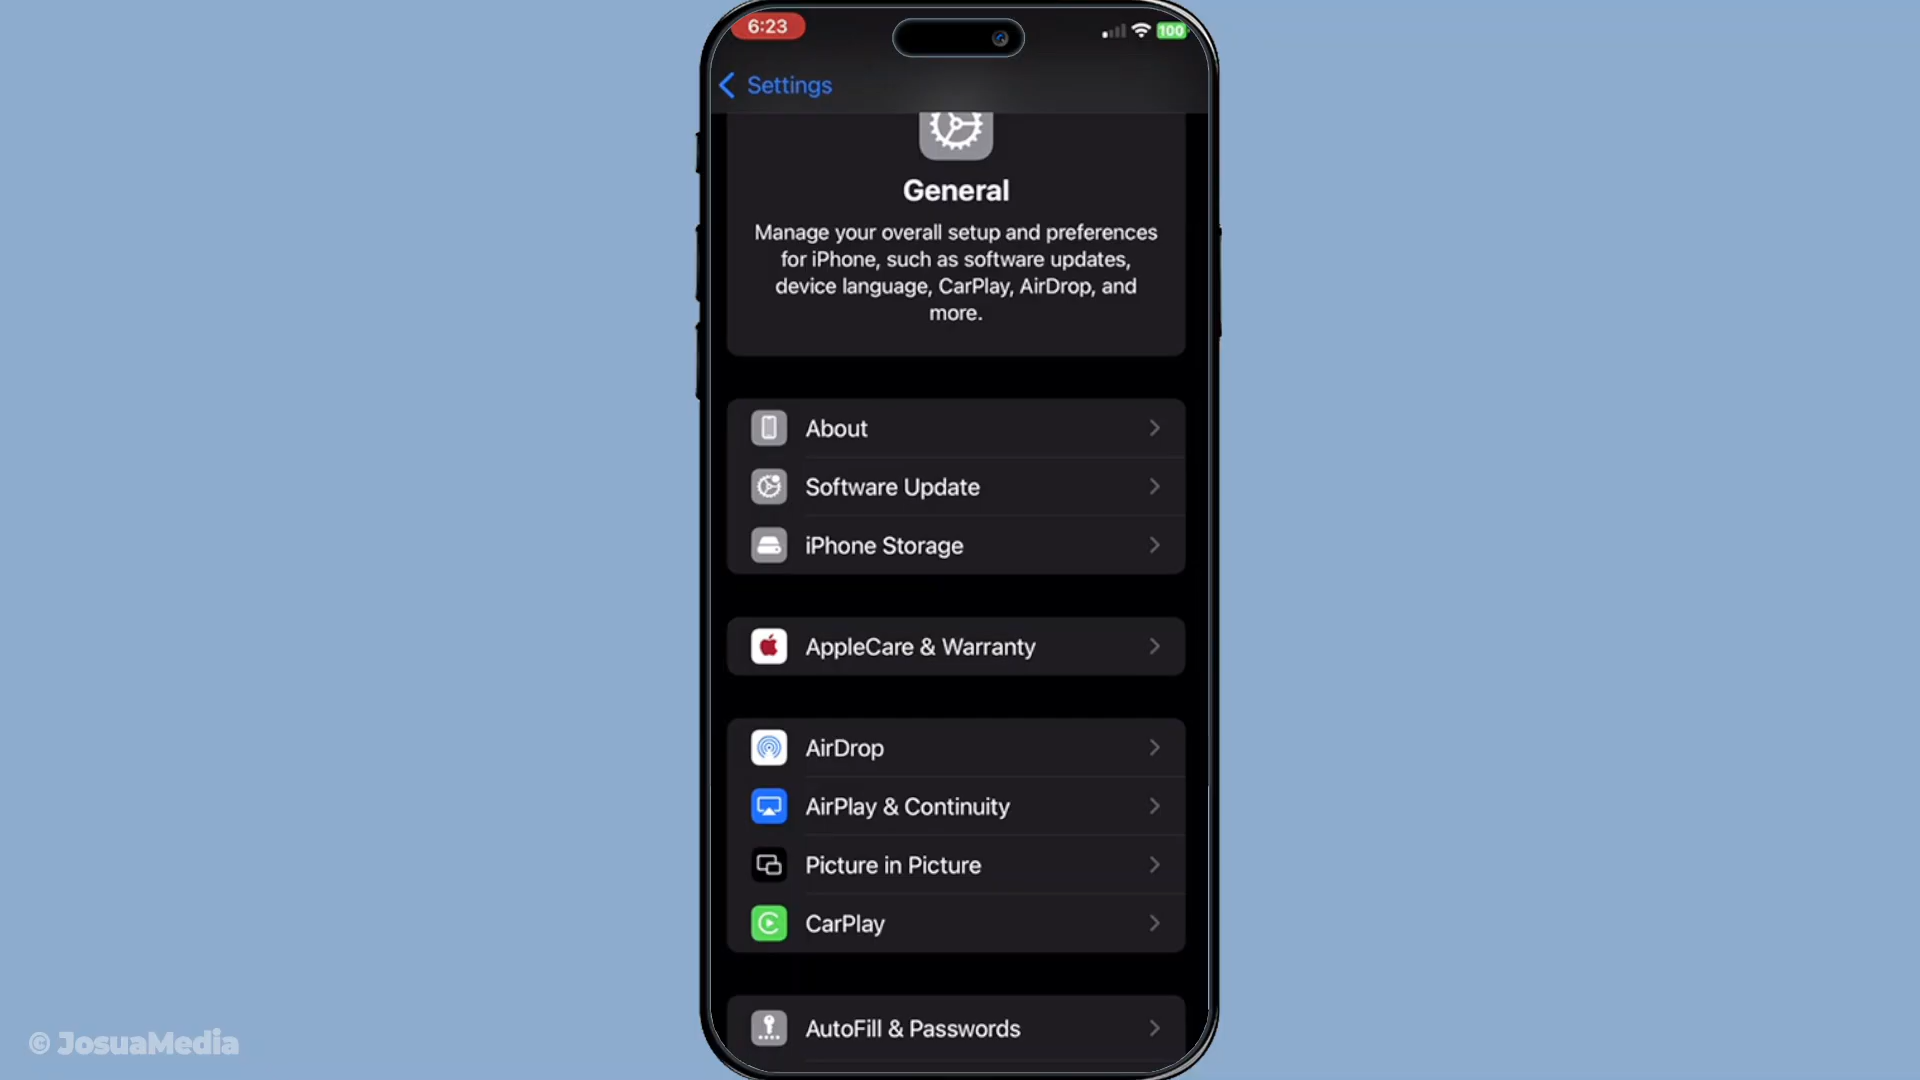 6:23
100
Settings
General
Manage your overall setup and preferences
for iPhone, such as software updates,
device language, CarPlay, AirDrop, and
more.
About
Software Update
iPhone Storage
AppleCare & Warranty
AirDrop
AirPlay & Continuity
Picture in Picture
CarPlay
AutoFill & Passwords
© JosuaMedia